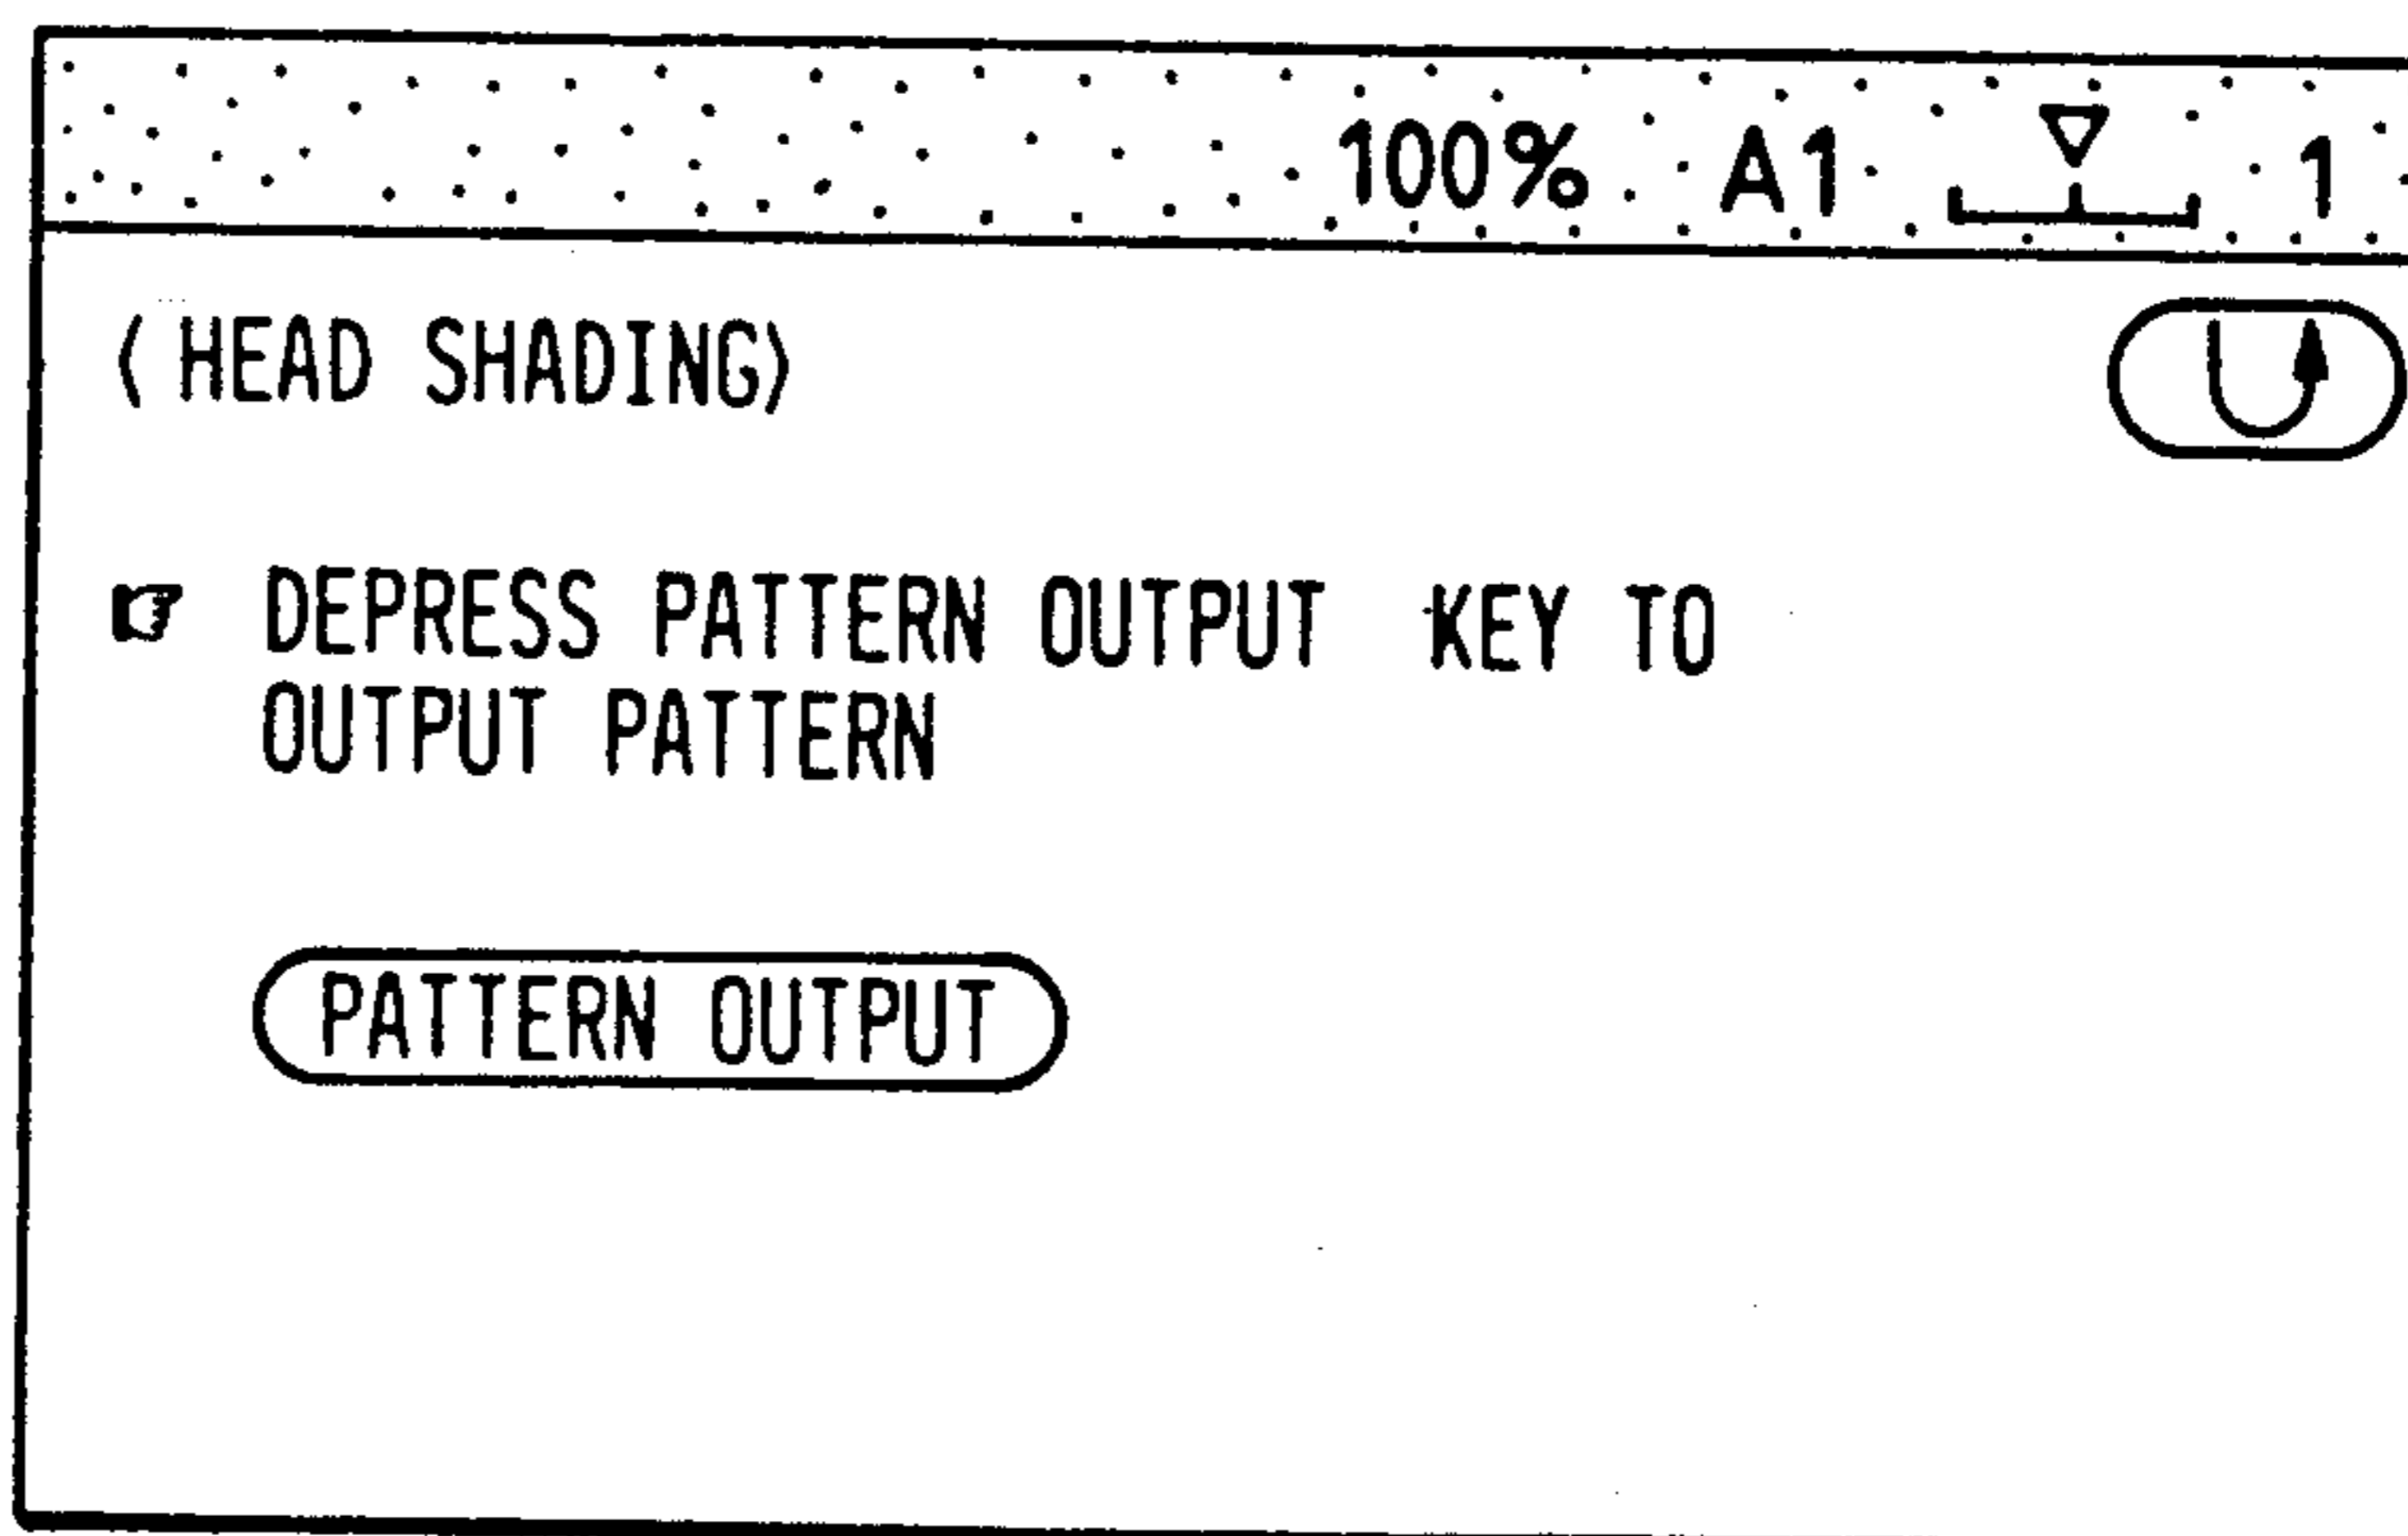 100% A1 1
(HEAD SHADING)
☞ DEPRESS PATTERN OUTPUT KEY TO
OUTPUT PATTERN
PATTERN OUTPUT